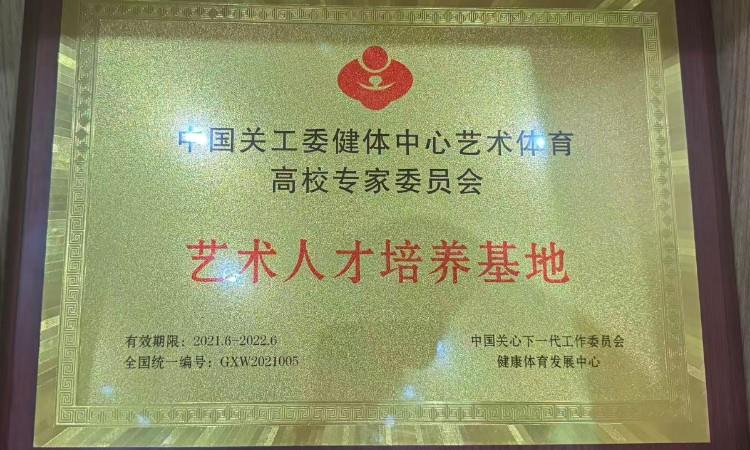 中国关工委健体中心艺术体育
高校专家委员会
艺术人才培养基地
有效期限：2021.6-2022.6
全国统一编号：GXW2021005
中国关心下一代工作委员会
健康体育发展中心